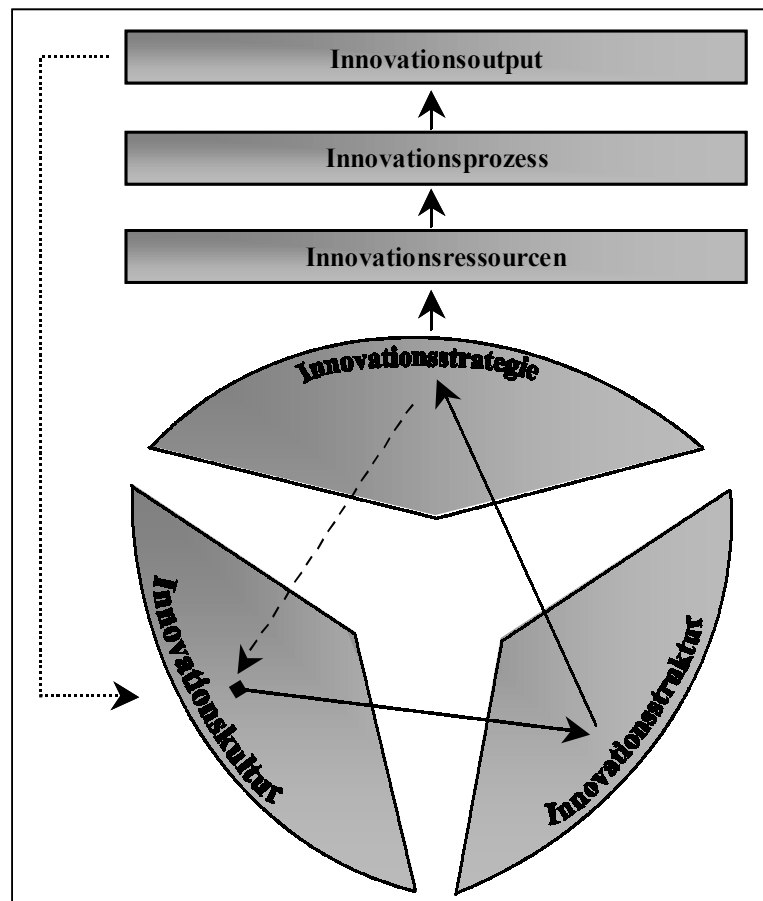 Innovationsoutput
Innovationsprozess
Innovationsressourcen
Innovationsstrategie
Innovationskultur
Innovationsstruktur